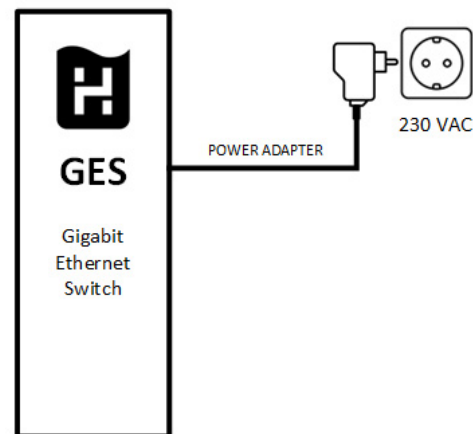 GES
Gigabit
Ethernet
Switch
POWER ADAPTER
230 VAC